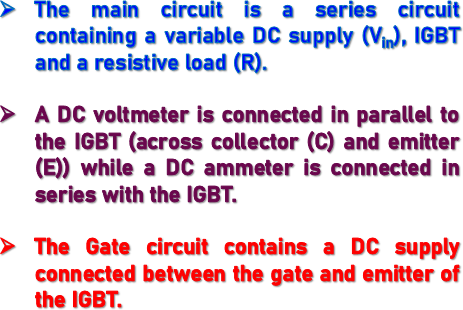 ➢ The main circuit is a series circuit
containing a variable DC supply (Vin), IGBT
and a resistive load (R).
➢ A DC voltmeter is connected in parallel to
the IGBT (across collector (C) and emitter
(E)) while a DC ammeter is connected in
series with the IGBT.
➢ The Gate circuit contains a DC supply
connected between the gate and emitter of
the IGBT.